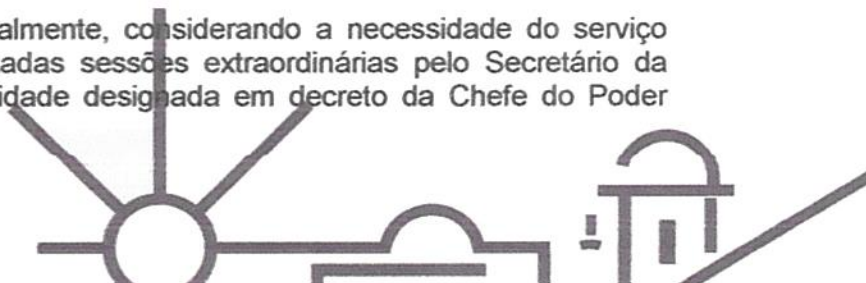 almente, considerando a necessidade do serviço
adas sessões extraordinárias pelo Secretário da
idade designada em decreto da Chefe do Poder